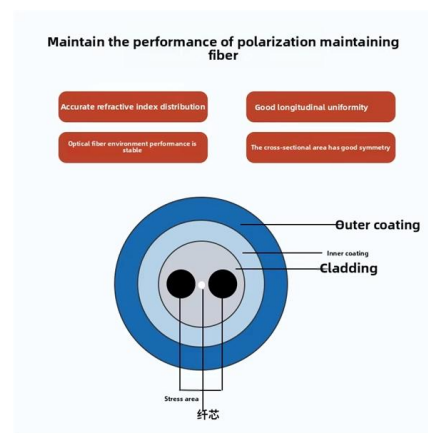 Maintain the performance of polarization maintaining
fiber
Accurate refractive index distribution
Good longitudinal uniformity
Optical fiber environment performance is
stable
The cross-sectional area has good symmetry
Outer coating
Inner coating
Cladding
Stress area
纤芯